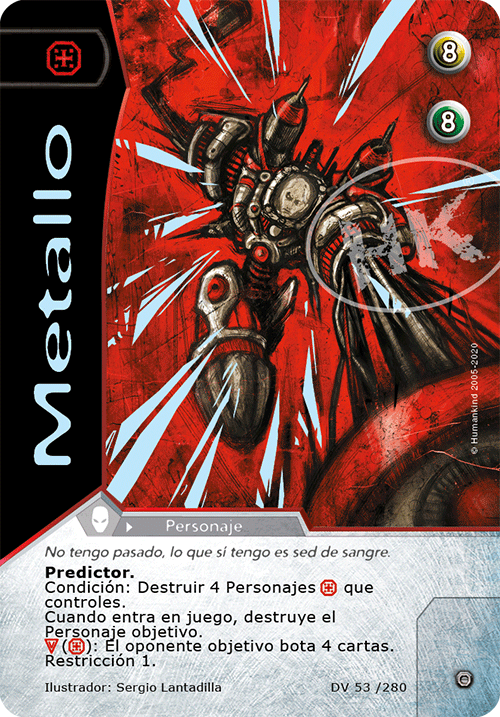 Metallo
8
8
HK
© Humankind 2005-2020
Personaje
No tengo pasado, lo que sí tengo es sed de sangre.
Predictor.
Condición: Destruir 4 Personajes que
controles.
Cuando entra en juego, destruye el
Personaje objetivo.
( ): El oponente objetivo bota 4 cartas.
Restricción 1.
Ilustrador: Sergio Lantadilla
DV 53 /280